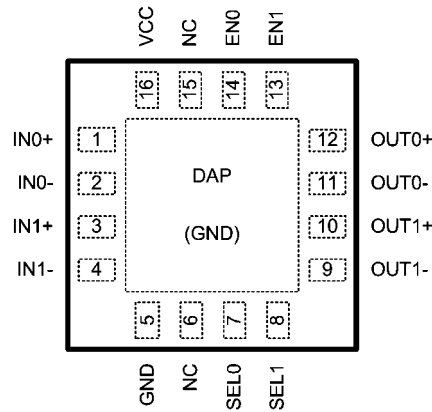 VCC NC EN0 EN1
16 15 14 13
IN0+ 1 12 OUT0+
IN0- 2 DAP 11 OUT0-
IN1+ 3 (GND) 10 OUT1+
IN1- 4 9 OUT1-
5 6 7 8
GND NC SEL0 SEL1